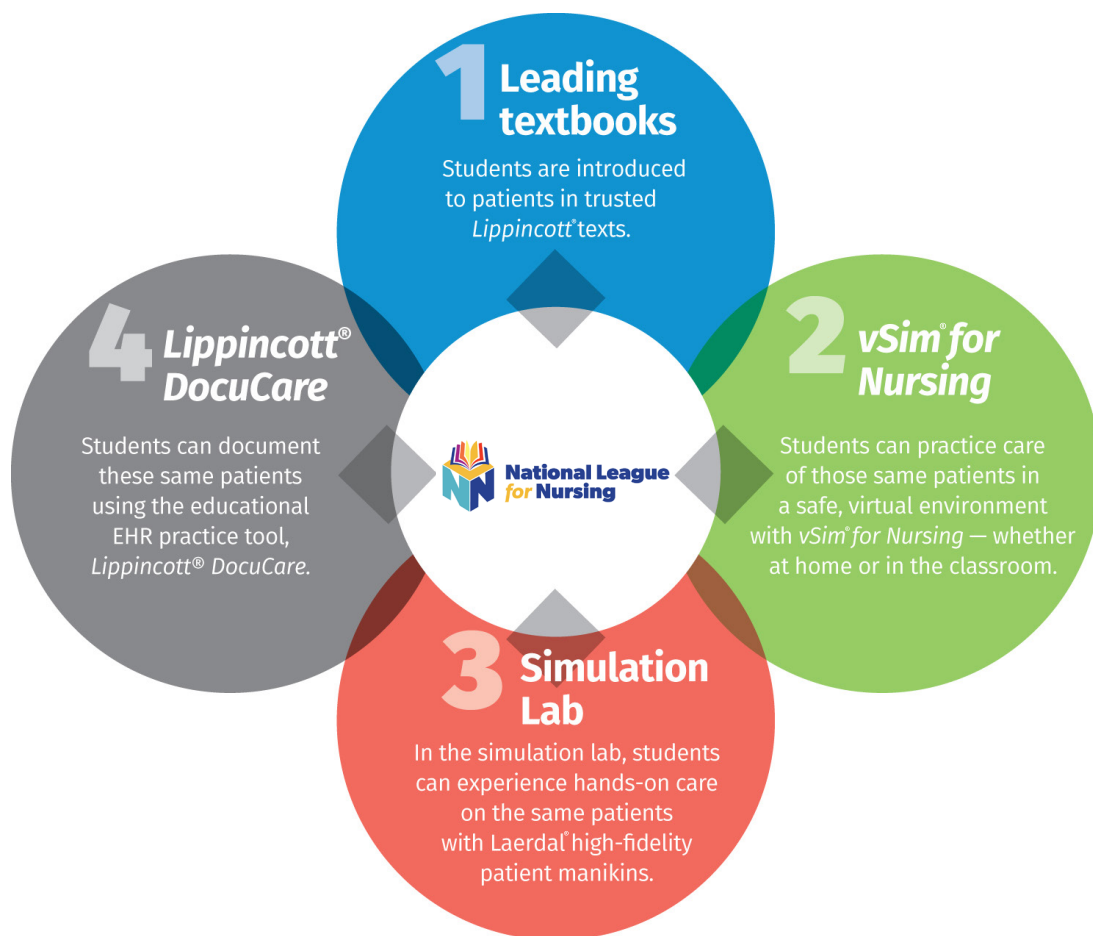 1 Leading
textbooks
Students are introduced
to patients in trusted
Lippincott® texts.
2 vSim® for
Nursing
Students can practice care
of those same patients in
a safe, virtual environment
with vSim® for Nursing — whether
at home or in the classroom.
3 Simulation
Lab
In the simulation lab, students
can experience hands-on care
on the same patients
with Laerdal® high-fidelity
patient manikins.
4 Lippincott®
DocuCare
Students can document
these same patients
using the educational
EHR practice tool,
Lippincott® DocuCare.
NN National League
for Nursing